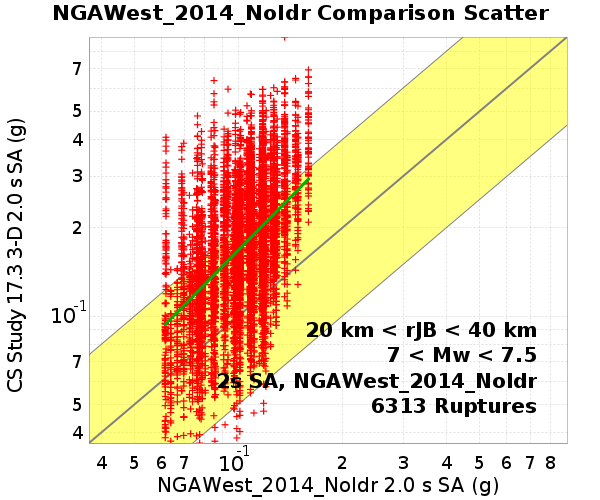 NGAWest_2014_NoIdr Comparison Scatter
CS Study 17.3 3-D 2.0 s SA (g)
7
5
4
3
2
10-1
7
5
4
20 km < rJB < 40 km
7 < Mw < 7.5
2s SA, NGAWest_2014_NoIdr
6313 Ruptures
4 5 6 7 10-1 2 3 4 5 6 7 8
NGAWest_2014_NoIdr 2.0 s SA (g)